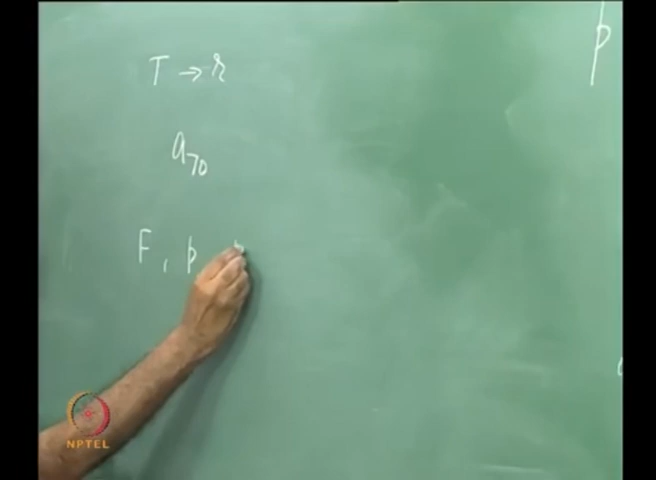 p
T → r
a70
F, p
NPTEL